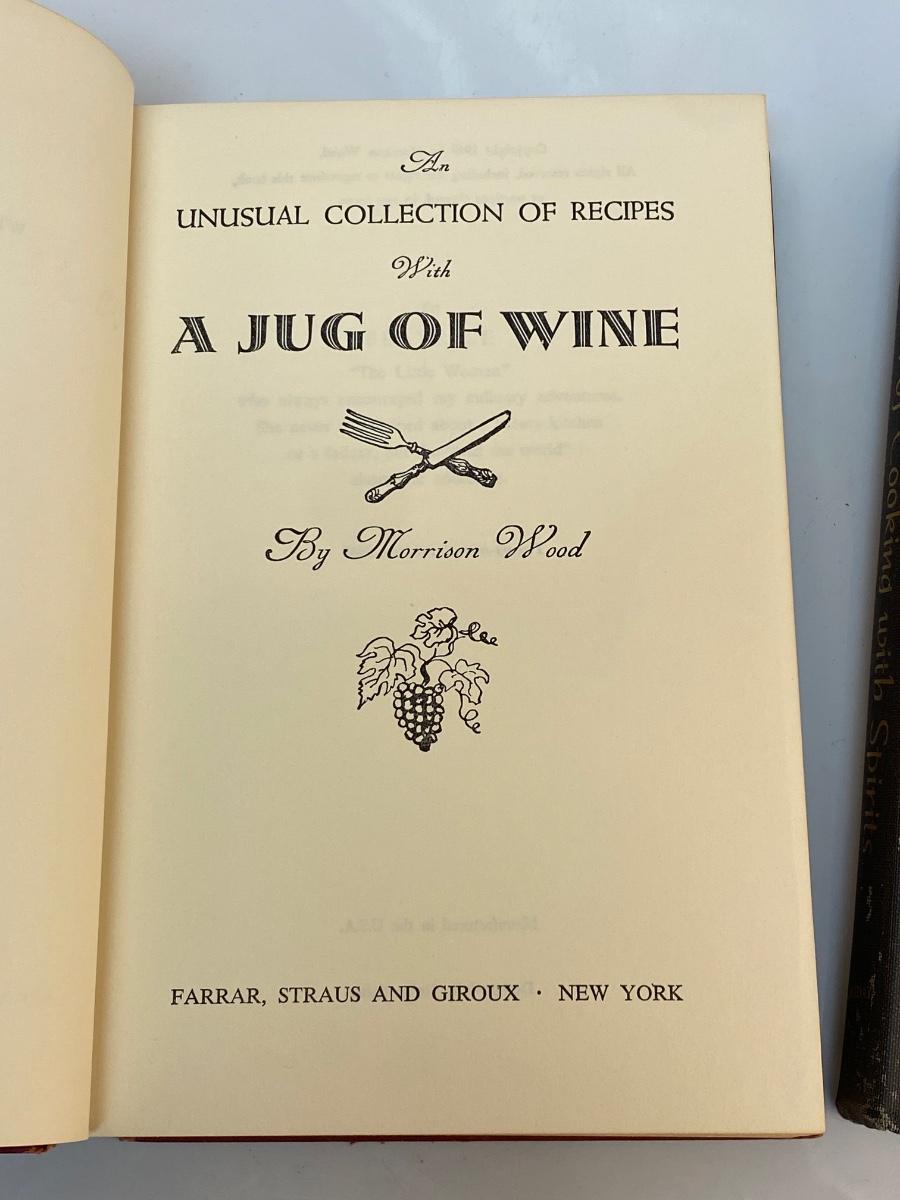 An
UNUSUAL COLLECTION OF RECIPES
With
A JUG OF WINE
By Morrison Wood
FARRAR, STRAUS AND GIROUX · NEW YORK
Cooking with Spirits